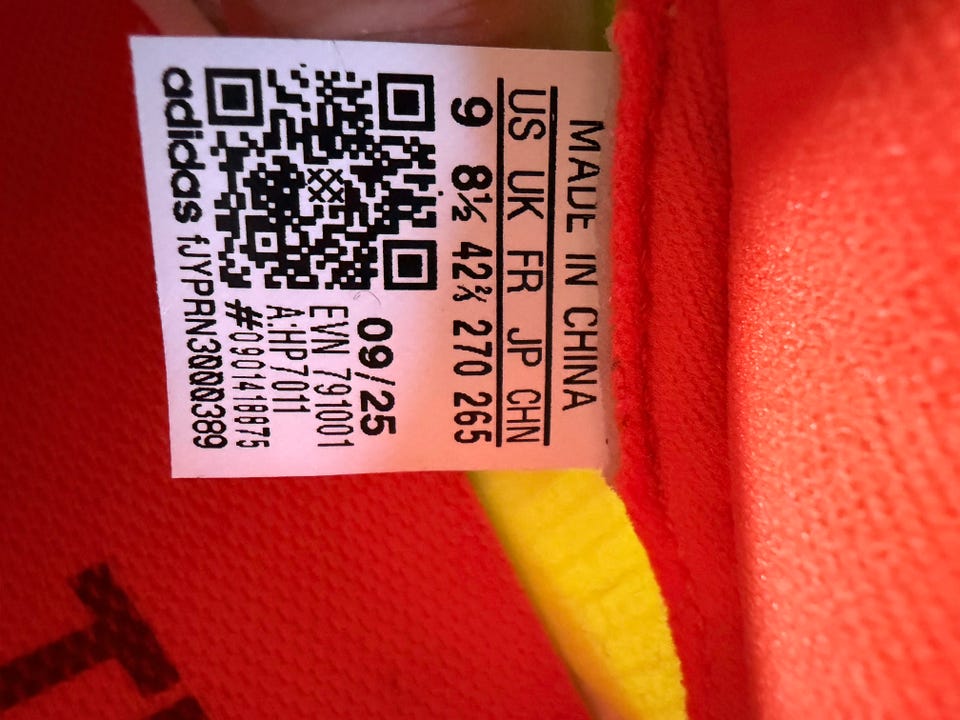 MADE IN CHINA
US UK FR JP CHN
9 8½ 42⅔ 270 265
09/25
EVN 791001
A:HP7011
#0901418875
adidas fJYPRN3000389